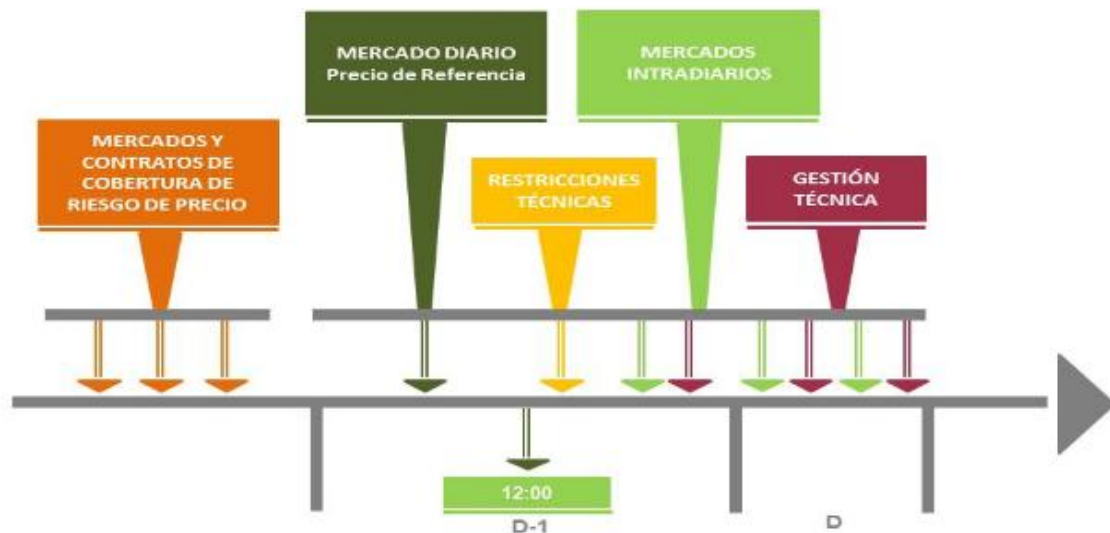 MERCADO DIARIO
Precio de Referencia
MERCADOS
INTRADIARIOS
MERCADOS Y
CONTRATOS DE
COBERTURA DE
RIESGO DE PRECIO
RESTRICCIONES
TÉCNICAS
GESTIÓN
TÉCNICA
12:00
D-1
D